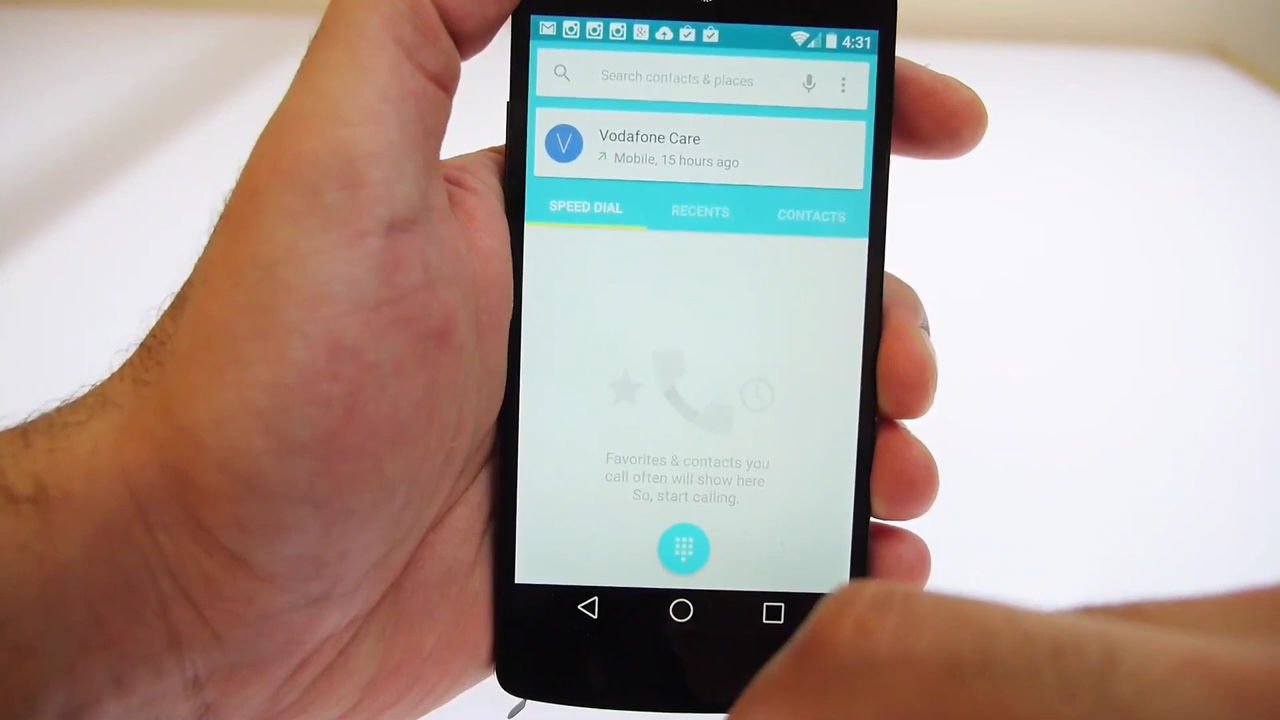 4:31
Search contacts & places
V
Vodafone Care
Mobile, 15 hours ago
SPEED DIAL
RECENTS
CONTACTS
Favorites & contacts you
call often will show here
So, start calling.